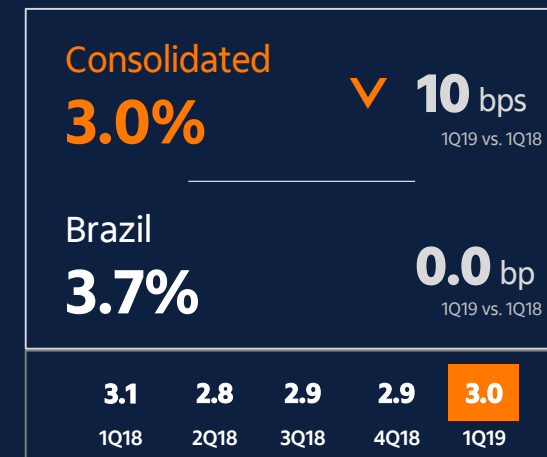 Consolidated
3.0%
10 bps
1Q19 vs. 1Q18
Brazil
3.7%
0.0 bp
1Q19 vs. 1Q18
3.1 2.8 2.9 2.9 3.0
1Q18 2Q18 3Q18 4Q18 1Q19